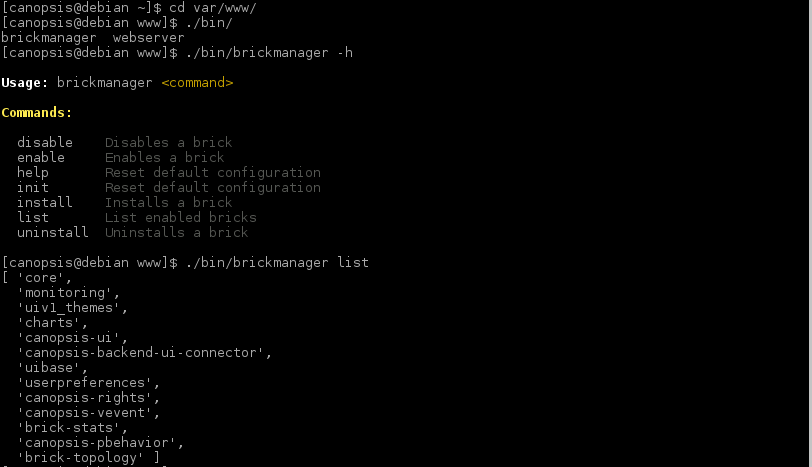 [canopsis@debian ~]$ cd var/www/
[canopsis@debian www]$ ./bin/
brickmanager  webserver
[canopsis@debian www]$ ./bin/brickmanager -h
Usage: brickmanager <command>
Commands:
  disable    Disables a brick
  enable     Enables a brick
  help       Reset default configuration
  init       Reset default configuration
  install    Installs a brick
  list       List enabled bricks
  uninstall  Uninstalls a brick
[canopsis@debian www]$ ./bin/brickmanager list
[ 'core',
  'monitoring',
  'uiv1_themes',
  'charts',
  'canopsis-ui',
  'canopsis-backend-ui-connector',
  'uibase',
  'userpreferences',
  'canopsis-rights',
  'canopsis-vevent',
  'brick-stats',
  'canopsis-pbehavior',
  'brick-topology' ]